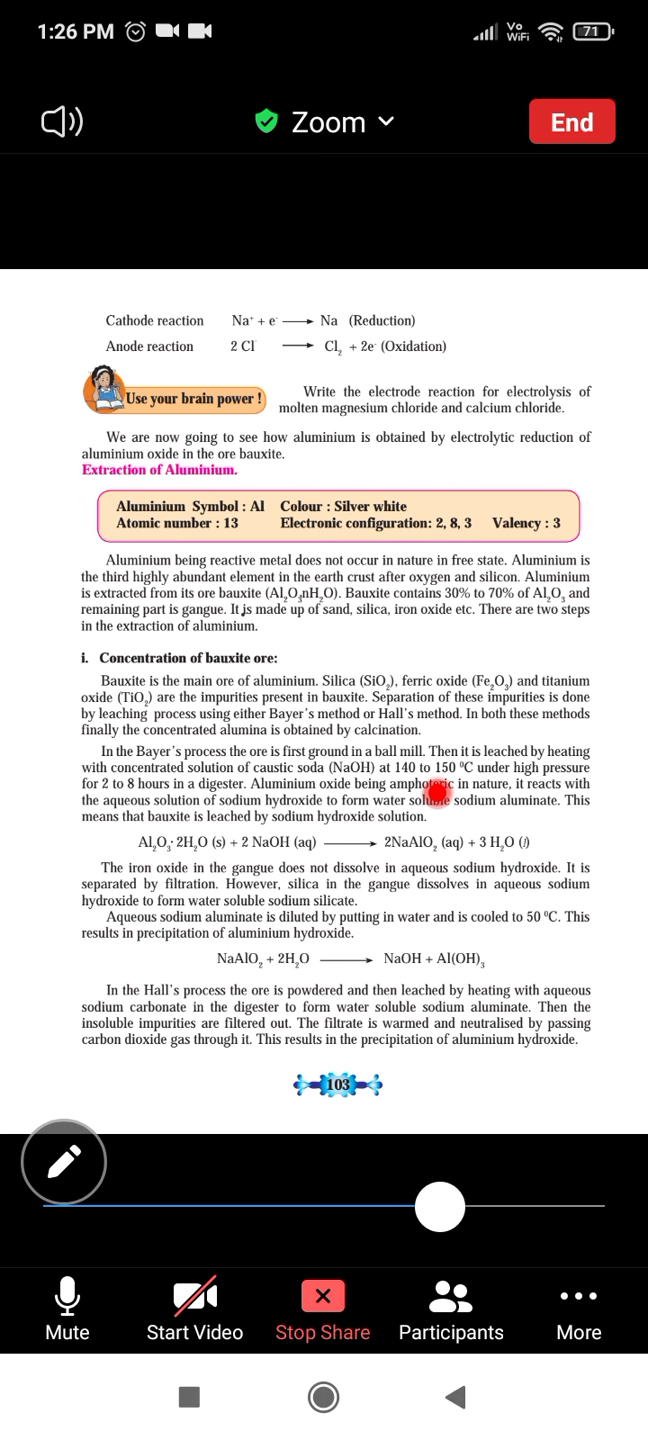 1:26 PM
Vo
WiFi
71
Zoom
End
Cathode reaction Na⁺ + e⁻ ⟶ Na (Reduction)
Anode reaction 2 Cl⁻ ⟶ Cl₂ + 2e⁻ (Oxidation)
Use your brain power !
Write the electrode reaction for electrolysis of
molten magnesium chloride and calcium chloride.
We are now going to see how aluminium is obtained by electrolytic reduction of
aluminium oxide in the ore bauxite.
Extraction of Aluminium.
Aluminium Symbol : Al Colour : Silver white
Atomic number : 13 Electronic configuration: 2, 8, 3 Valency : 3
Aluminium being reactive metal does not occur in nature in free state. Aluminium is
the third highly abundant element in the earth crust after oxygen and silicon. Aluminium
is extracted from its ore bauxite (Al₂O₃nH₂O). Bauxite contains 30% to 70% of Al₂O₃ and
remaining part is gangue. It is made up of sand, silica, iron oxide etc. There are two steps
in the extraction of aluminium.
i. Concentration of bauxite ore:
Bauxite is the main ore of aluminium. Silica (SiO₂), ferric oxide (Fe₂O₃) and titanium
oxide (TiO₂) are the impurities present in bauxite. Separation of these impurities is done
by leaching process using either Bayer's method or Hall's method. In both these methods
finally the concentrated alumina is obtained by calcination.
In the Bayer's process the ore is first ground in a ball mill. Then it is leached by heating
with concentrated solution of caustic soda (NaOH) at 140 to 150 ⁰C under high pressure
for 2 to 8 hours in a digester. Aluminium oxide being amphoteric in nature, it reacts with
the aqueous solution of sodium hydroxide to form water soluble sodium aluminate. This
means that bauxite is leached by sodium hydroxide solution.
Al₂O₃· 2H₂O (s) + 2 NaOH (aq) ⟶ 2NaAlO₂ (aq) + 3 H₂O (l)
The iron oxide in the gangue does not dissolve in aqueous sodium hydroxide. It is
separated by filtration. However, silica in the gangue dissolves in aqueous sodium
hydroxide to form water soluble sodium silicate.
Aqueous sodium aluminate is diluted by putting in water and is cooled to 50 ⁰C. This
results in precipitation of aluminium hydroxide.
NaAlO₂ + 2H₂O ⟶ NaOH + Al(OH)₃
In the Hall's process the ore is powdered and then leached by heating with aqueous
sodium carbonate in the digester to form water soluble sodium aluminate. Then the
insoluble impurities are filtered out. The filtrate is warmed and neutralised by passing
carbon dioxide gas through it. This results in the precipitation of aluminium hydroxide.
103
Mute
Start Video
Stop Share
Participants
More